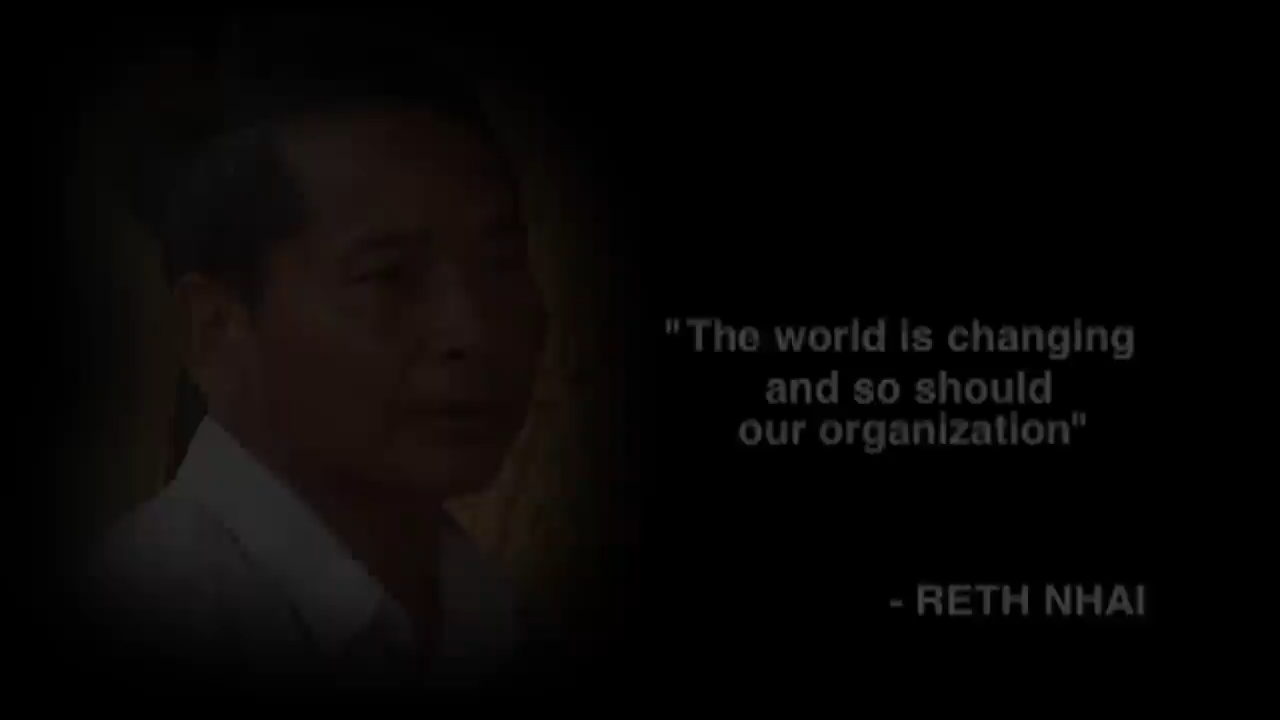 "The world is changing
and so should
our organization"
- RETH NHAI